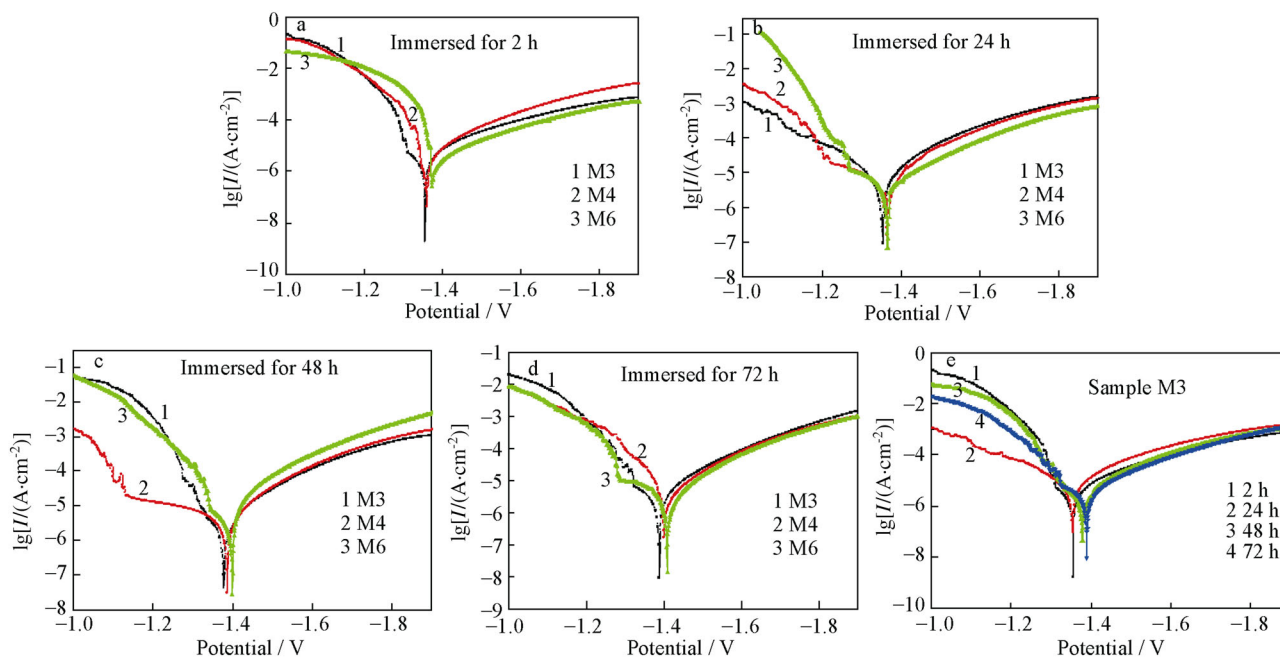 a
Immersed for 2 h
0
−2
−4
−6
−8
−10
lg[I/(A·cm⁻²)]
1
2
3
1 M3
2 M4
3 M6
−1.0 −1.2 −1.4 −1.6 −1.8
Potential / V
b
Immersed for 24 h
−1
−2
−3
−4
−5
−6
−7
−8
lg[I/(A·cm⁻²)]
3
2
1
1 M3
2 M4
3 M6
−1.0 −1.2 −1.4 −1.6 −1.8
Potential / V
c
Immersed for 48 h
−1
−2
−3
−4
−5
−6
−7
−8
lg[I/(A·cm⁻²)]
1
3
2
1 M3
2 M4
3 M6
−1.0 −1.2 −1.4 −1.6 −1.8
Potential / V
d
Immersed for 72 h
−1
−2
−3
−4
−5
−6
−7
−8
−9
lg[I/(A·cm⁻²)]
1
2
3
1 M3
2 M4
3 M6
−1.0 −1.2 −1.4 −1.6 −1.8
Potential / V
e
Sample M3
0
−2
−4
−6
−8
−10
lg[I/(A·cm⁻²)]
1
3
4
2
1 2 h
2 24 h
3 48 h
4 72 h
−1.0 −1.2 −1.4 −1.6 −1.8
Potential / V